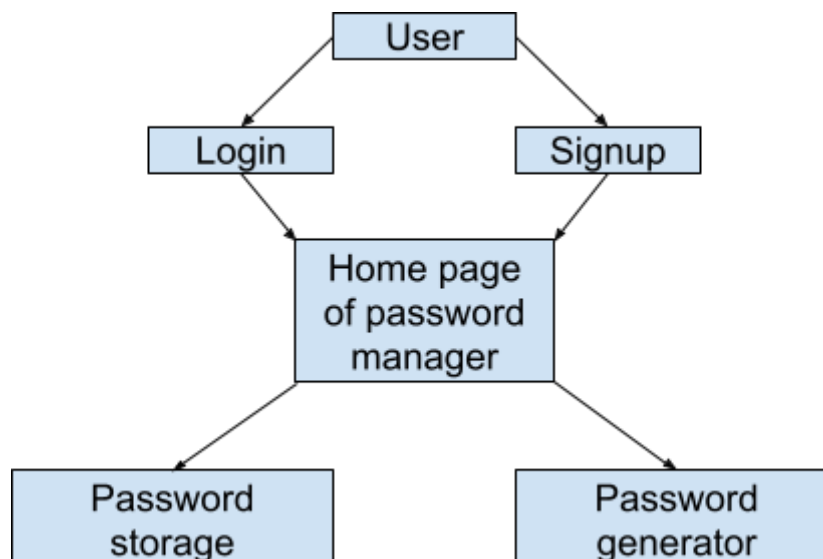 User
Login
Signup
Home page
of password
manager
Password
storage
Password
generator